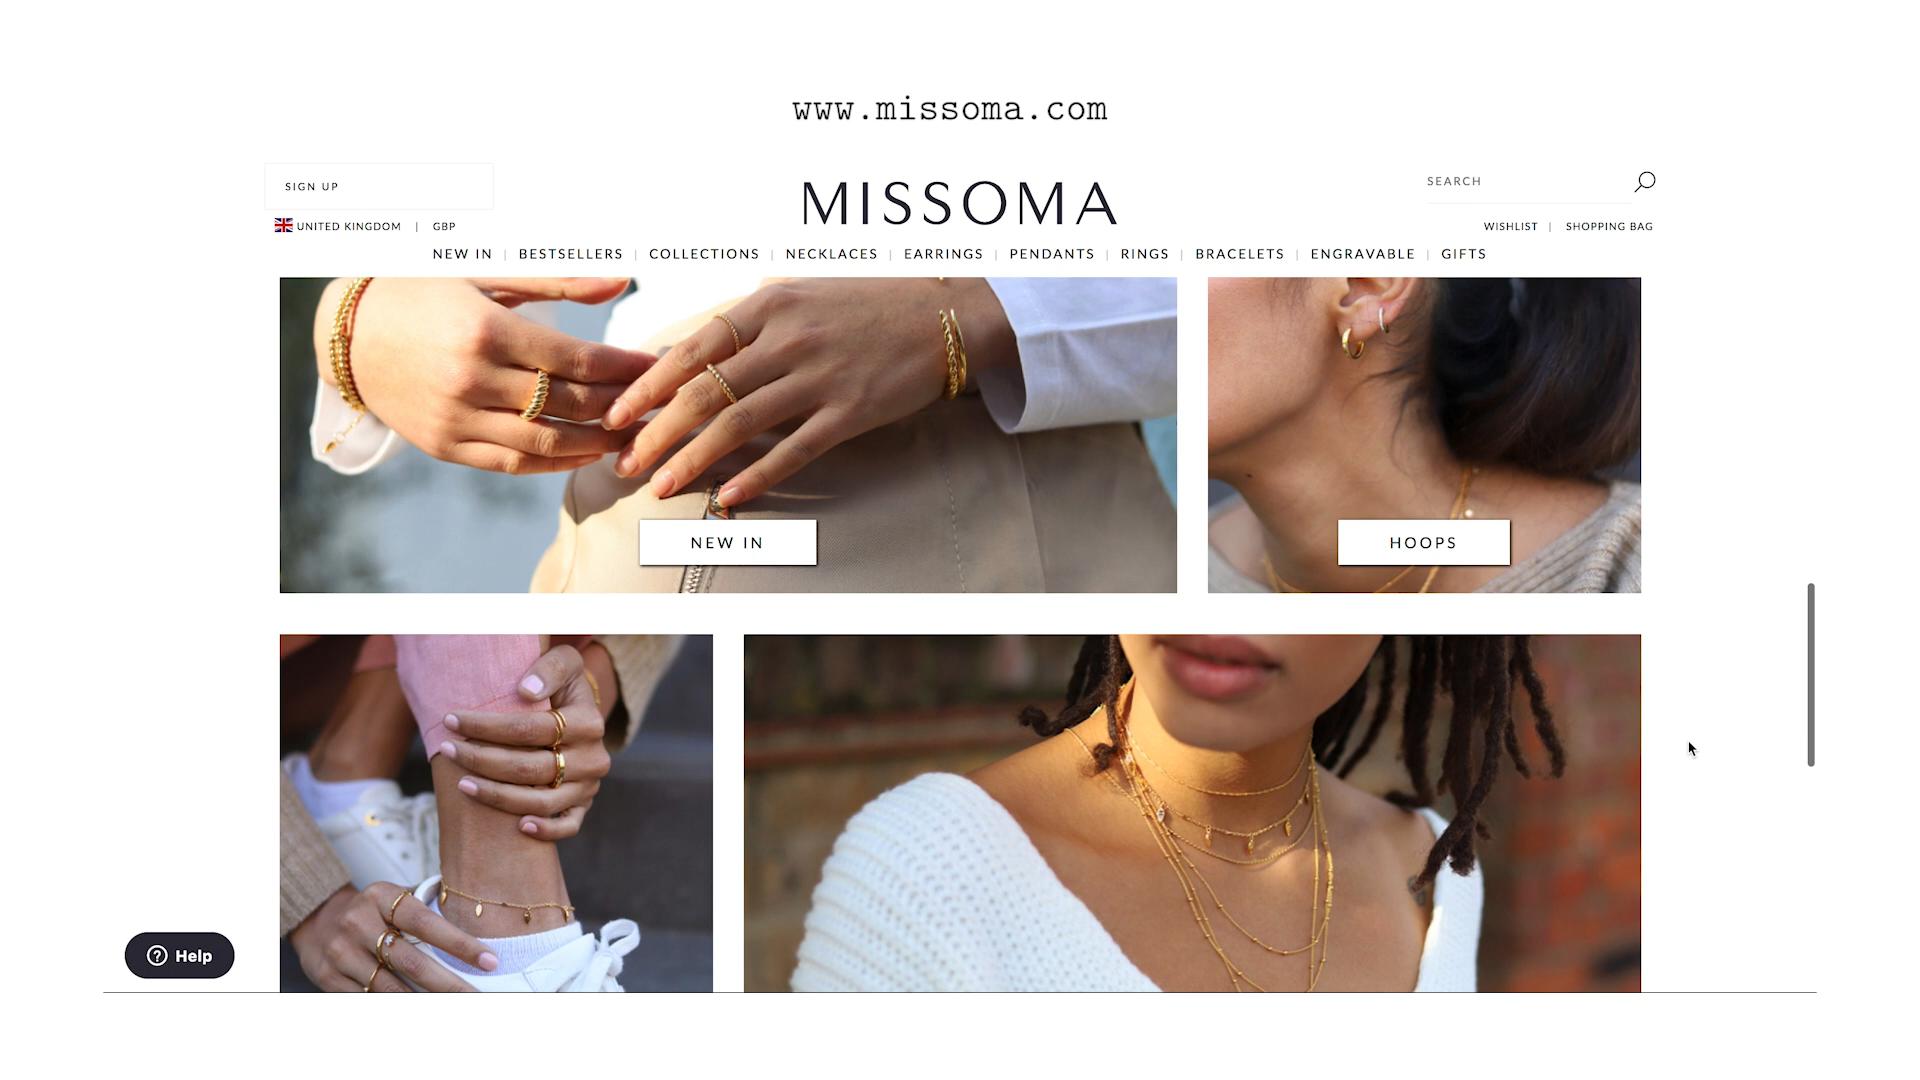 www.missoma.com
SIGN UP
MISSOMA
SEARCH
UNITED KINGDOM | GBP
WISHLIST | SHOPPING BAG
NEW IN | BESTSELLERS | COLLECTIONS | NECKLACES | EARRINGS | PENDANTS | RINGS | BRACELETS | ENGRAVABLE | GIFTS
NEW IN
HOOPS
? Help